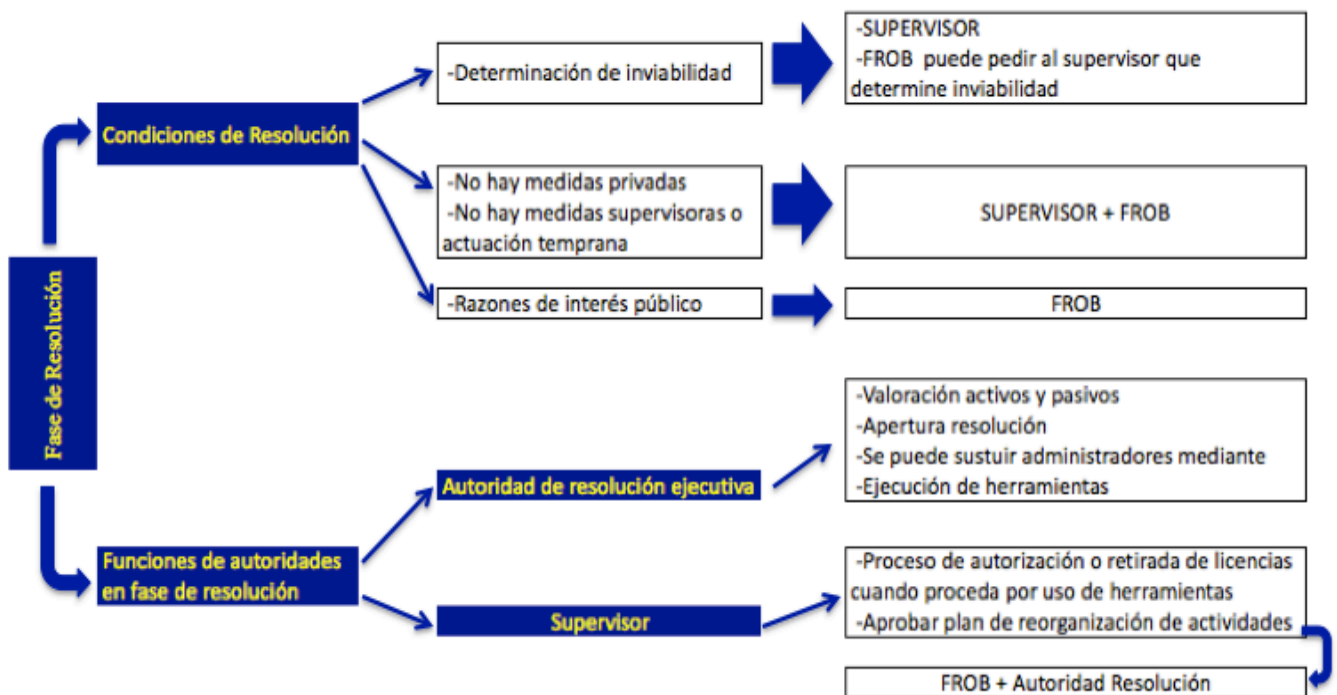 Fase de Resolución
Condiciones de Resolución
-Determinación de inviabilidad
-SUPERVISOR
-FROB puede pedir al supervisor que
determine inviabilidad
-No hay medidas privadas
-No hay medidas supervisoras o
actuación temprana
SUPERVISOR + FROB
-Razones de interés público
FROB
Funciones de autoridades
en fase de resolución
Autoridad de resolución ejecutiva
-Valoración activos y pasivos
-Apertura resolución
-Se puede sustuir administradores mediante
-Ejecución de herramientas
Supervisor
-Proceso de autorización o retirada de licencias
cuando proceda por uso de herramientas
-Aprobar plan de reorganización de actividades
FROB + Autoridad Resolución